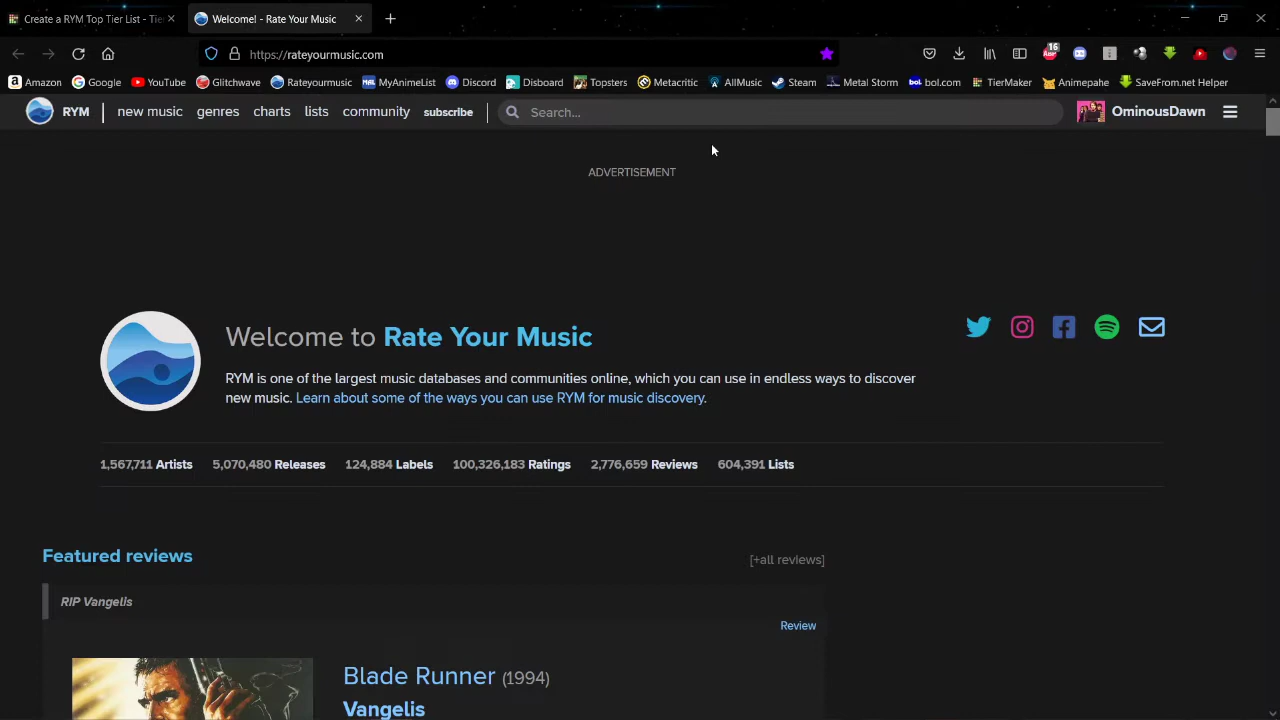 Create a RYM Top Tier List - Tie
Welcome! - Rate Your Music
https://rateyourmusic.com
16
Amazon Google YouTube Glitchwave Rateyourmusic MyAnimeList Discord Disboard Topsters Metacritic AllMusic Steam Metal Storm bol.com TierMaker Animepahe SaveFrom.net Helper
RYM new music genres charts lists community subscribe Search... OminousDawn
ADVERTISEMENT
Welcome to Rate Your Music
RYM is one of the largest music databases and communities online, which you can use in endless ways to discover
new music. Learn about some of the ways you can use RYM for music discovery.
1,567,711 Artists 5,070,480 Releases 124,884 Labels 100,326,183 Ratings 2,776,659 Reviews 604,391 Lists
Featured reviews
[+all reviews]
RIP Vangelis
Review
Blade Runner (1994)
Vangelis